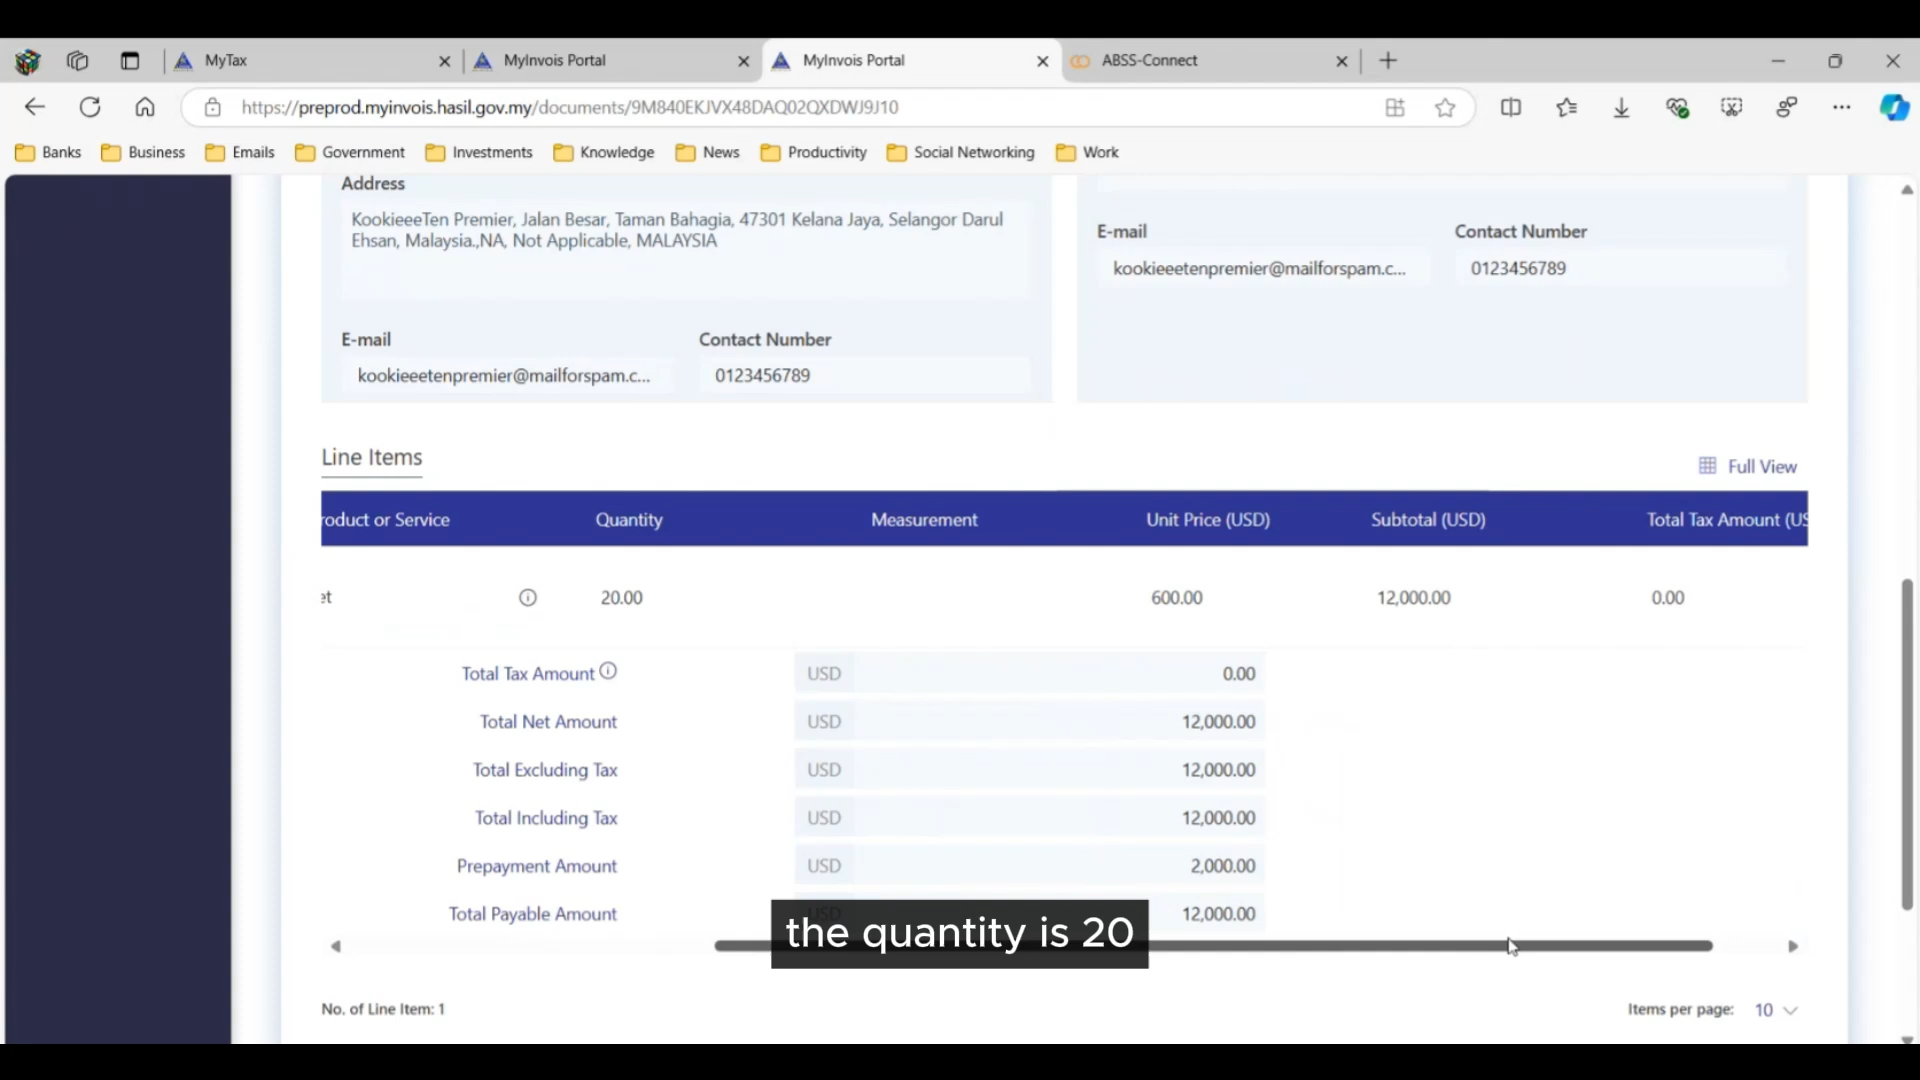 MyTax
MyInvois Portal
MyInvois Portal
ABSS-Connect
https://preprod.myinvois.hasil.gov.my/documents/9M840EKJVX48DAQ02QXDWJ9J10
Banks Business Emails Government Investments Knowledge News Productivity Social Networking Work
Address
KookieeeTen Premier, Jalan Besar, Taman Bahagia, 47301 Kelana Jaya, Selangor Darul
Ehsan, Malaysia.,NA, Not Applicable, MALAYSIA
E-mail Contact Number
kookieeetenpremier@mailforspam.c... 0123456789
E-mail Contact Number
kookieeetenpremier@mailforspam.c... 0123456789
Line Items
Full View
roduct or Service Quantity Measurement Unit Price (USD) Subtotal (USD) Total Tax Amount (US
et 20.00 600.00 12,000.00 0.00
Total Tax Amount USD 0.00
Total Net Amount USD 12,000.00
Total Excluding Tax USD 12,000.00
Total Including Tax USD 12,000.00
Prepayment Amount USD 2,000.00
Total Payable Amount USD 12,000.00
the quantity is 20
No. of Line Item: 1
Items per page: 10